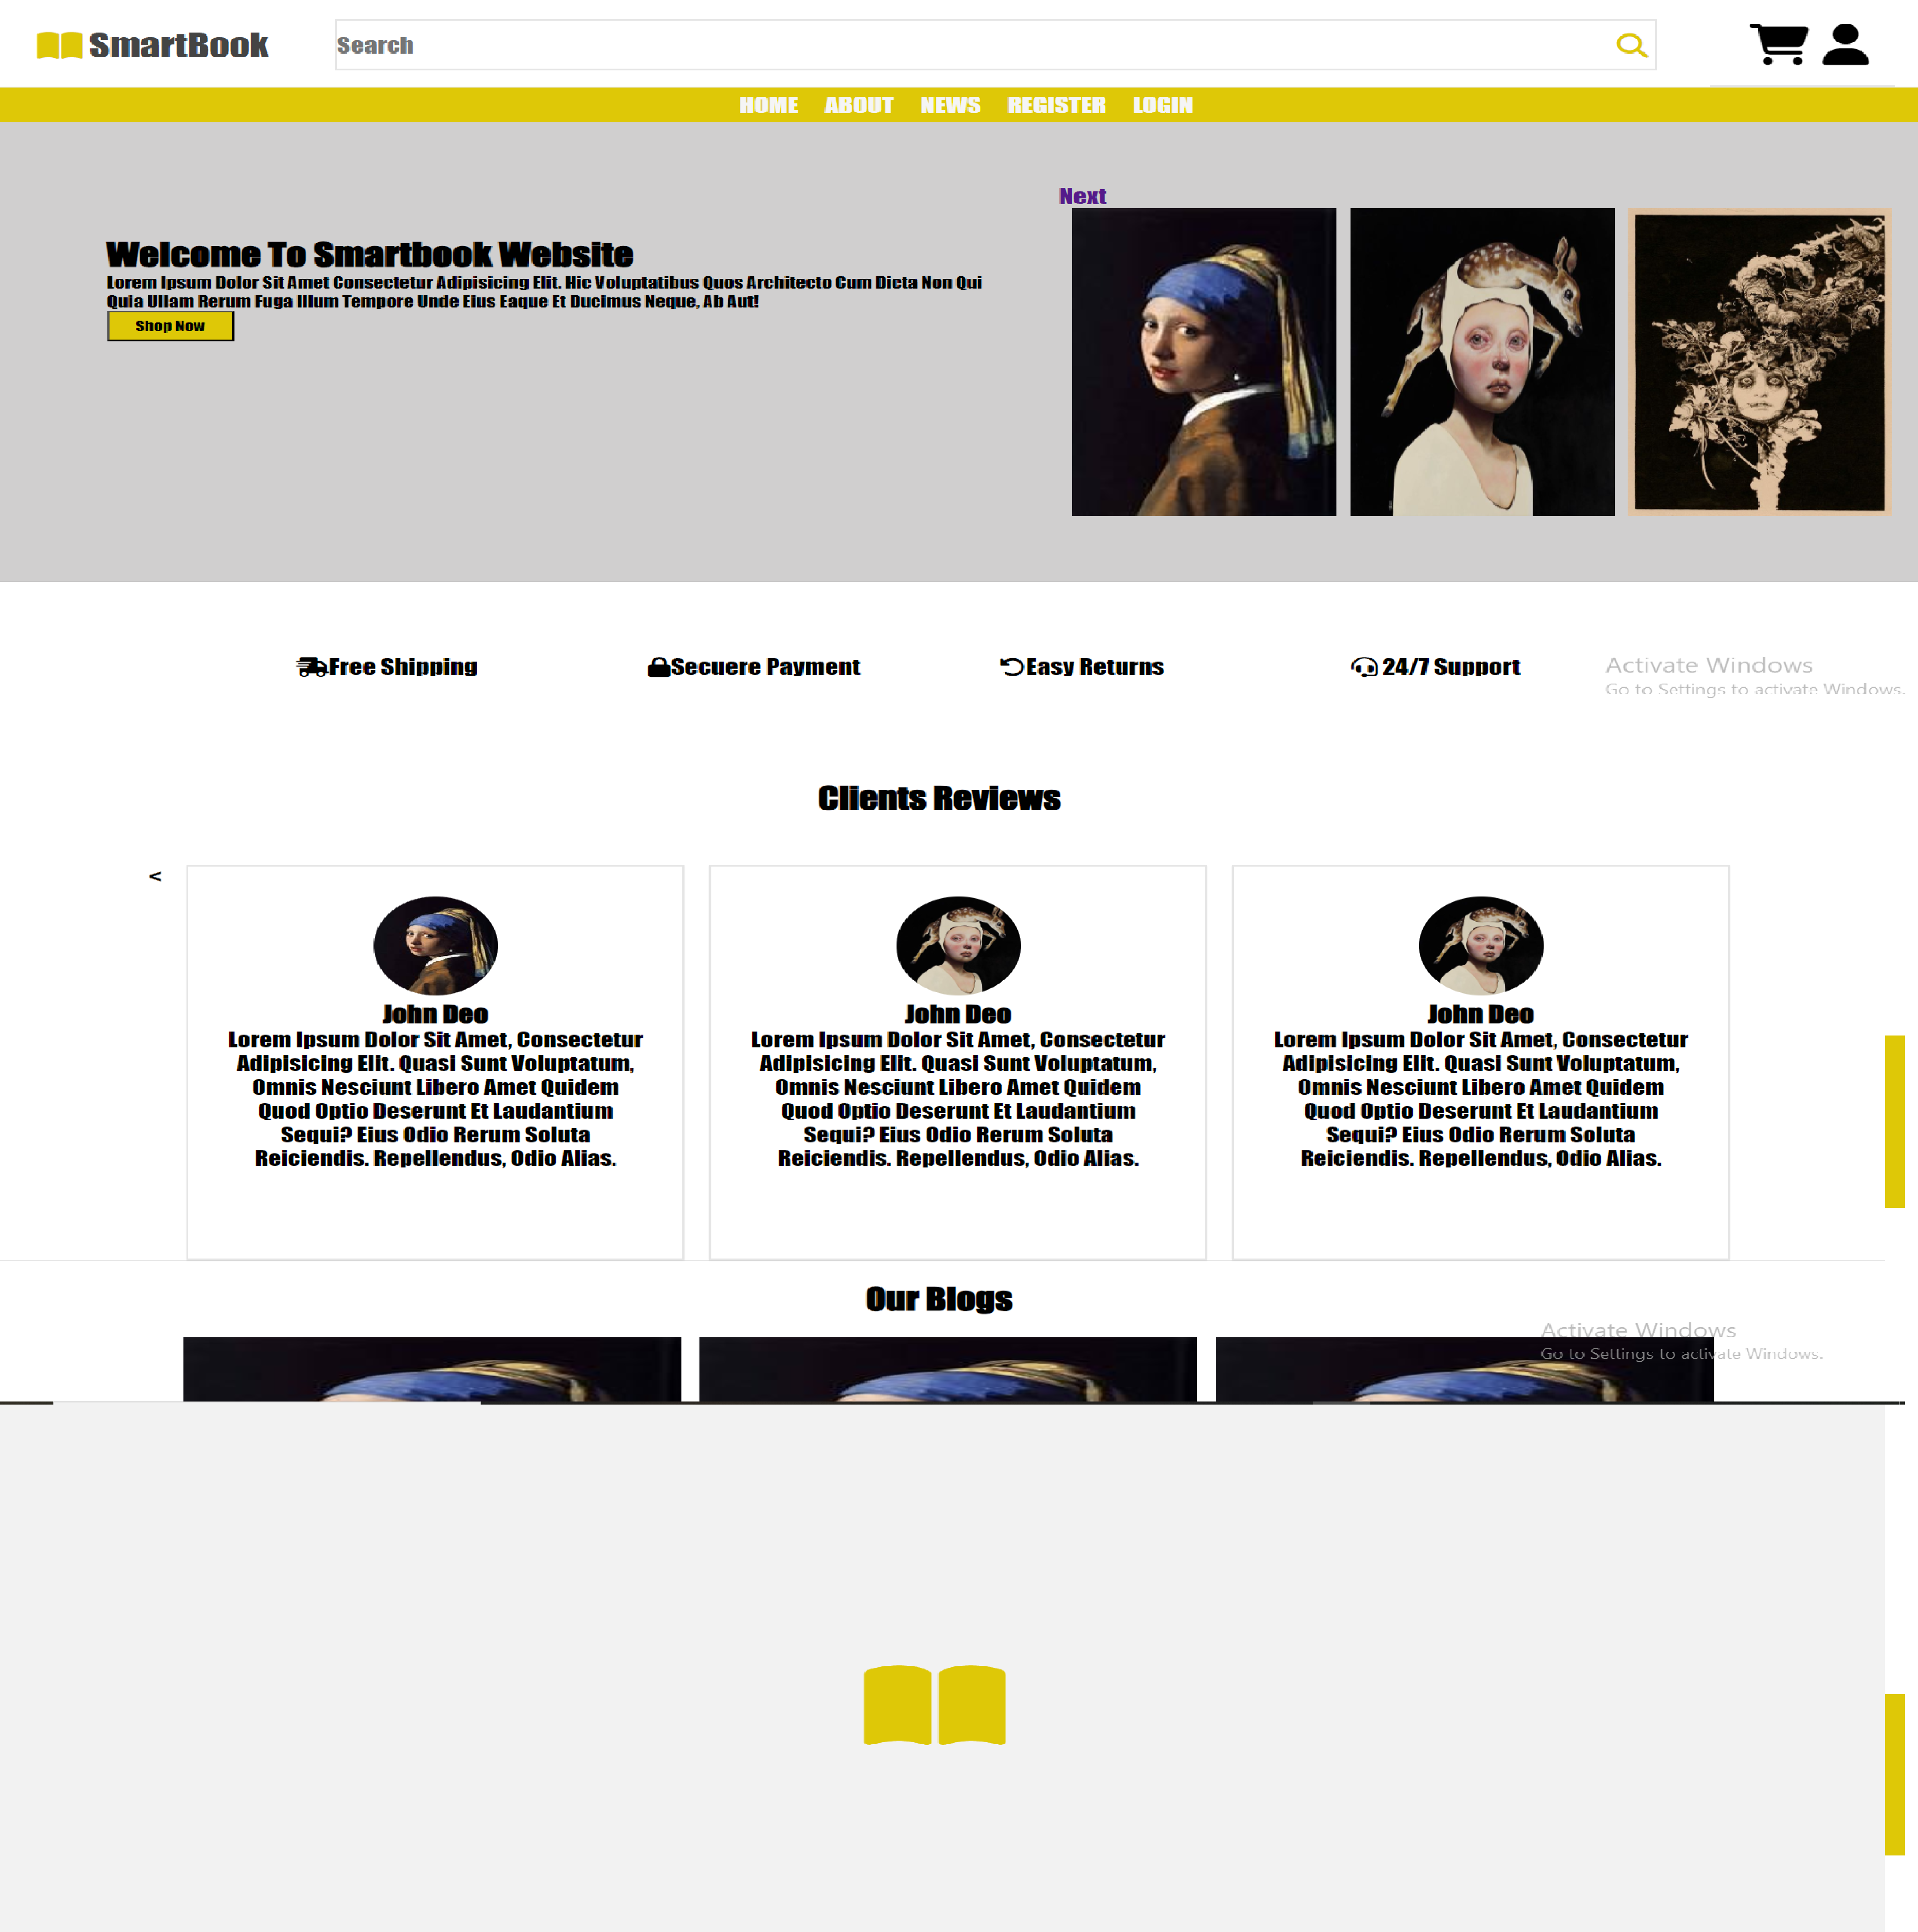 SmartBook
Search
HOME ABOUT NEWS REGISTER LOGIN
Next
Welcome To Smartbook Website
Lorem Ipsum Dolor Sit Amet Consectetur Adipisicing Elit. Hic Voluptatibus Quos Architecto Cum Dicta Non Qui
Quia Ullam Rerum Fuga Illum Tempore Unde Eius Eaque Et Ducimus Neque, Ab Aut!
Shop Now
Free Shipping
Secuere Payment
Easy Returns
24/7 Support
Activate Windows
Go to Settings to activate Windows.
Clients Reviews
<
John Deo
Lorem Ipsum Dolor Sit Amet, Consectetur
Adipisicing Elit. Quasi Sunt Voluptatum,
Omnis Nesciunt Libero Amet Quidem
Quod Optio Deserunt Et Laudantium
Sequi? Eius Odio Rerum Soluta
Reiciendis. Repellendus, Odio Alias.
John Deo
Lorem Ipsum Dolor Sit Amet, Consectetur
Adipisicing Elit. Quasi Sunt Voluptatum,
Omnis Nesciunt Libero Amet Quidem
Quod Optio Deserunt Et Laudantium
Sequi? Eius Odio Rerum Soluta
Reiciendis. Repellendus, Odio Alias.
John Deo
Lorem Ipsum Dolor Sit Amet, Consectetur
Adipisicing Elit. Quasi Sunt Voluptatum,
Omnis Nesciunt Libero Amet Quidem
Quod Optio Deserunt Et Laudantium
Sequi? Eius Odio Rerum Soluta
Reiciendis. Repellendus, Odio Alias.
Our Blogs
Activate Windows
Go to Settings to activate Windows.